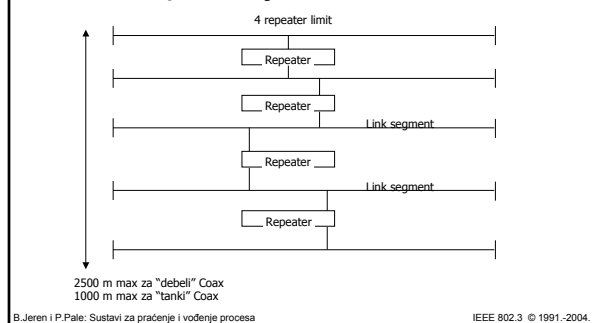 4 repeater limit
Repeater
Repeater
Link segment
Repeater
Link segment
Repeater
2500 m max za "debeli" Coax
1000 m max za "tanki" Coax
B.Jeren i P.Pale: Sustavi za praćenje i vođenje procesa
IEEE 802.3 © 1991.-2004.